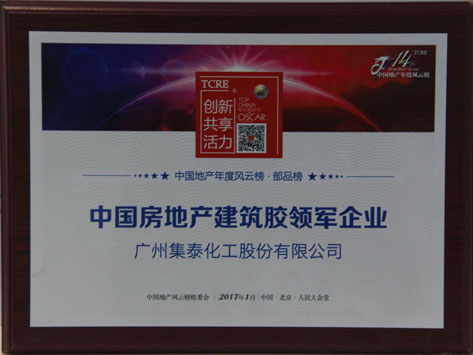 TCRE
创新
共享
活力
TOP
CHINA
OSCAR
14th
TCRE
中国地产年度风云榜
中国地产年度风云榜·部品榜
中国房地产建筑胶领军企业
广州集泰化工股份有限公司
中国地产风云榜组委会 · 2017年1月·中国·北京·人民大会堂